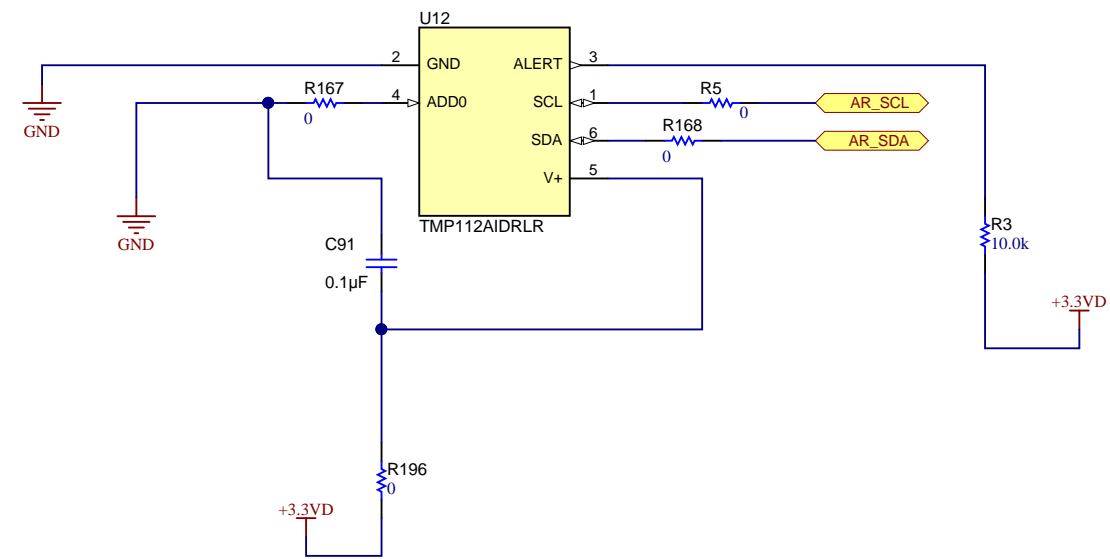 U12
2
GND
ALERT
3
R167
0
4
ADD0
SCL
1
R5
0
AR_SCL
SDA
6
R168
0
AR_SDA
V+
5
TMP112AIDRLR
GND
GND
C91
0.1µF
R3
10.0k
+3.3VD
R196
0
+3.3VD